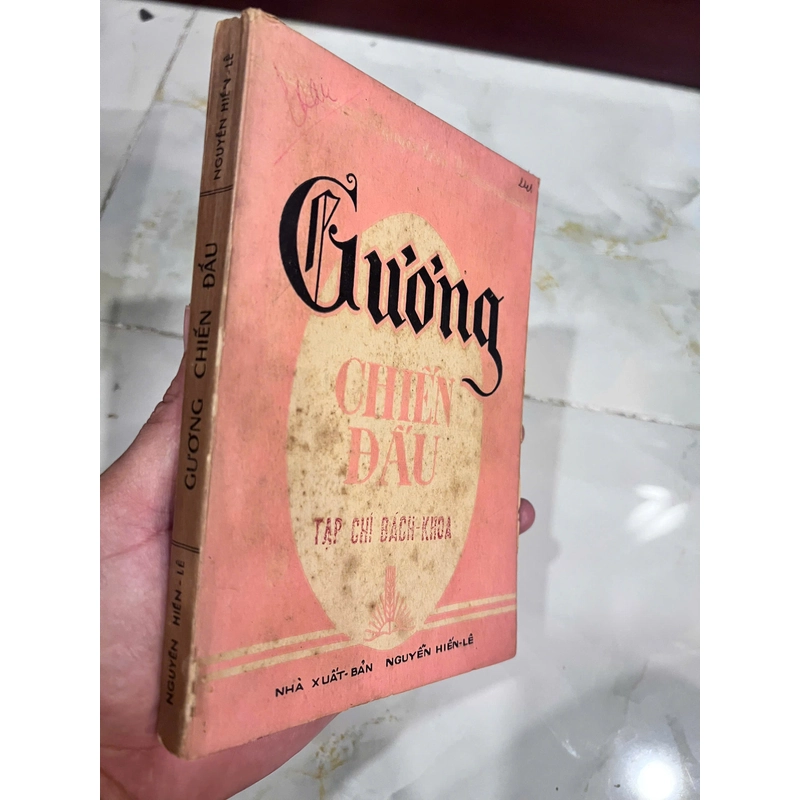 Gương
CHIẾN
ĐẤU
TẠP CHÍ BÁCH-KHOA
NHÀ XUẤT-BẢN NGUYỄN HIẾN-LÊ
NGUYỄN HIẾN-LÊ
GƯƠNG CHIẾN ĐẤU
NGUYỄN HIẾN-LÊ